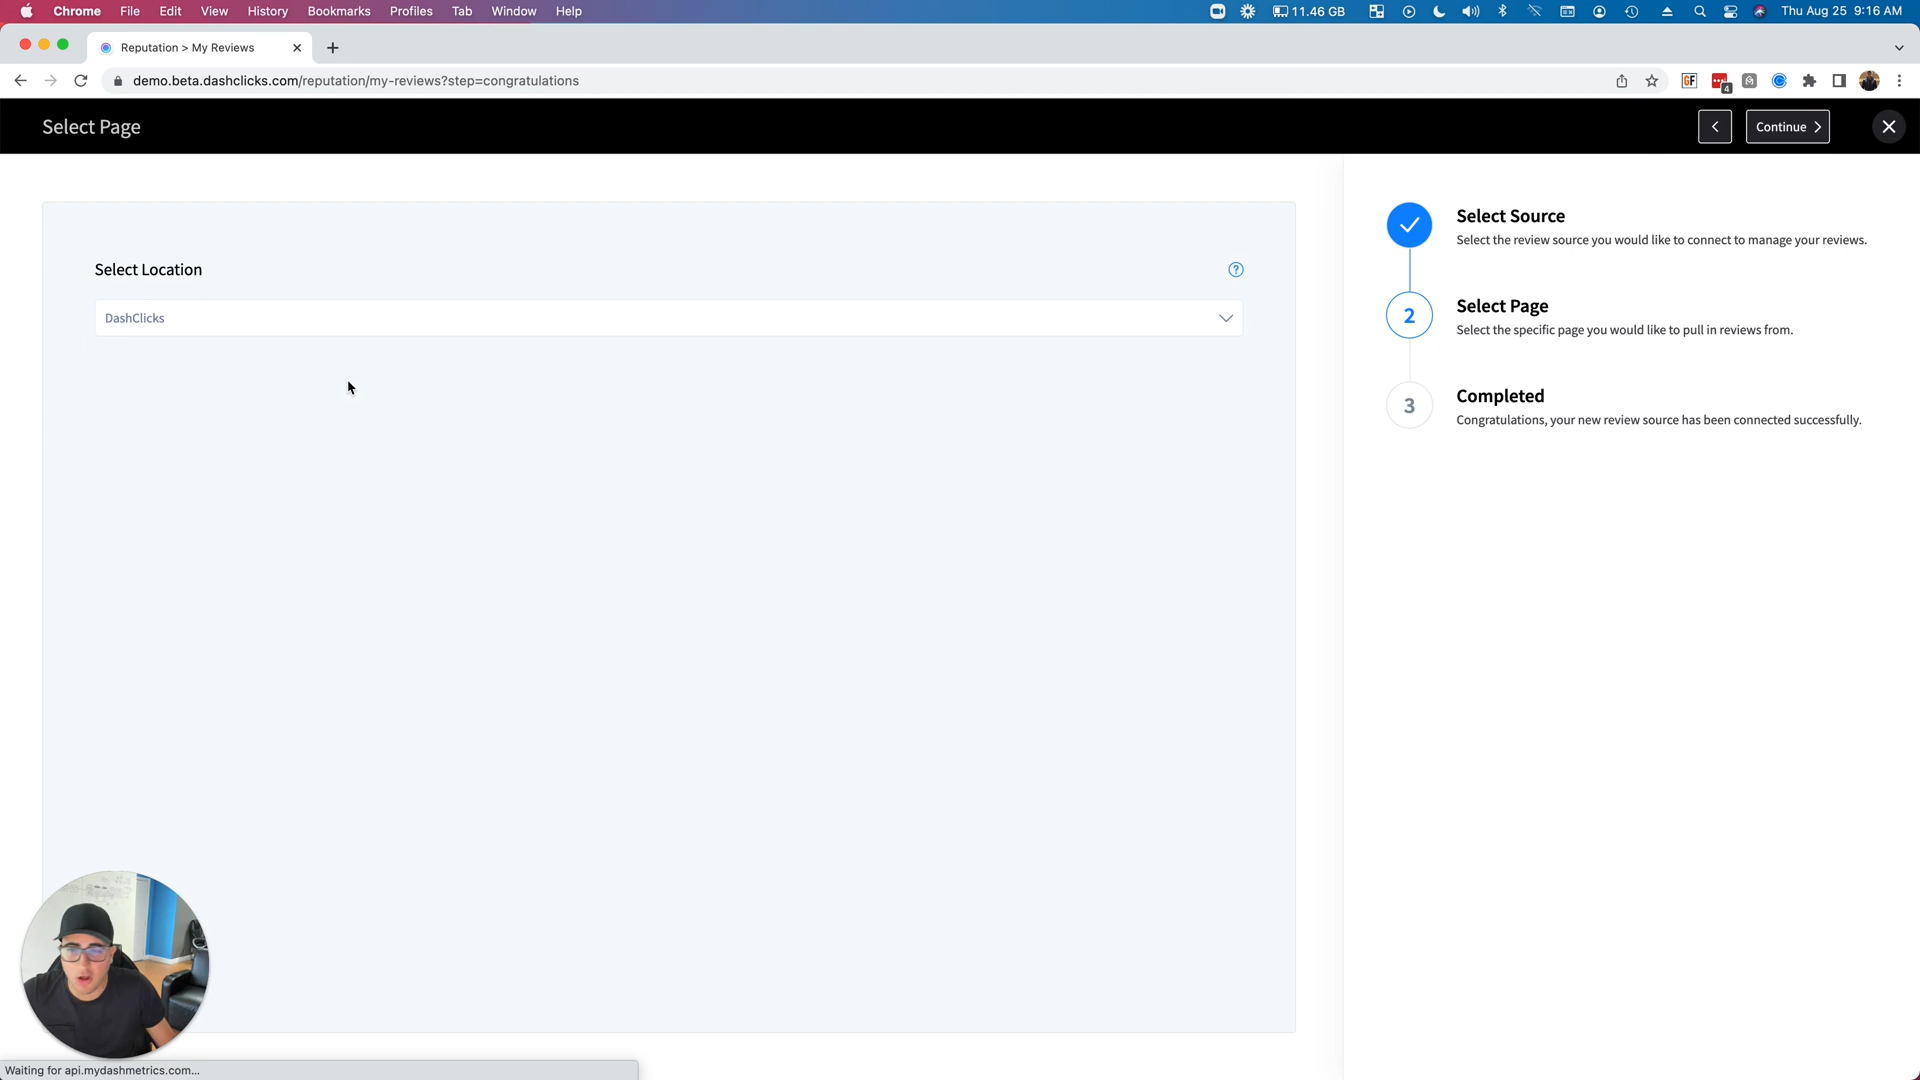 Chrome File Edit View History Bookmarks Profiles Tab Window Help 11.46 GB Thu Aug 25 9:16 AM
Reputation > My Reviews
demo.beta.dashclicks.com/reputation/my-reviews?step=congratulations
GF 4
Select Page
Continue
Select Location
?
DashClicks
Select Source
Select the review source you would like to connect to manage your reviews.
2
Select Page
Select the specific page you would like to pull in reviews from.
3
Completed
Congratulations, your new review source has been connected successfully.
Waiting for api.mydashmetrics.com...